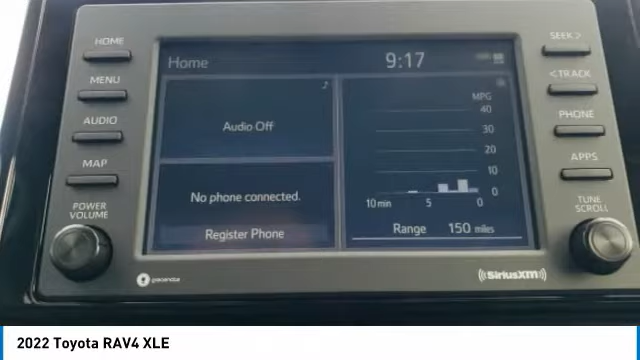 HOME
MENU
AUDIO
MAP
POWER
VOLUME
Home
9:17
Audio Off
No phone connected.
Register Phone
MPG
40
30
20
10
0
10 min 5 0
Range 150 miles
SEEK >
< TRACK
PHONE
APPS
TUNE
SCROLL
gracenote
SiriusXM
2022 Toyota RAV4 XLE